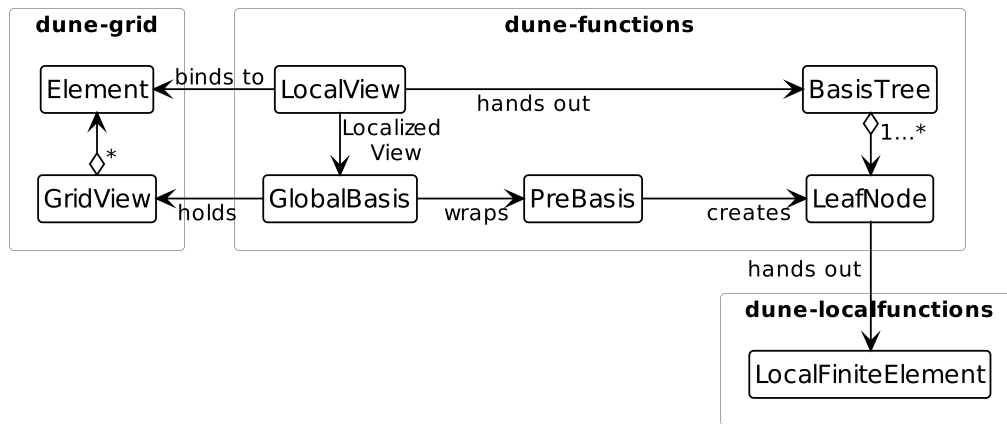 dune-grid
dune-functions
Element
binds to
LocalView
hands out
BasisTree
*
Localized
View
1...*
GridView
holds
GlobalBasis
wraps
PreBasis
creates
LeafNode
hands out
dune-localfunctions
LocalFiniteElement